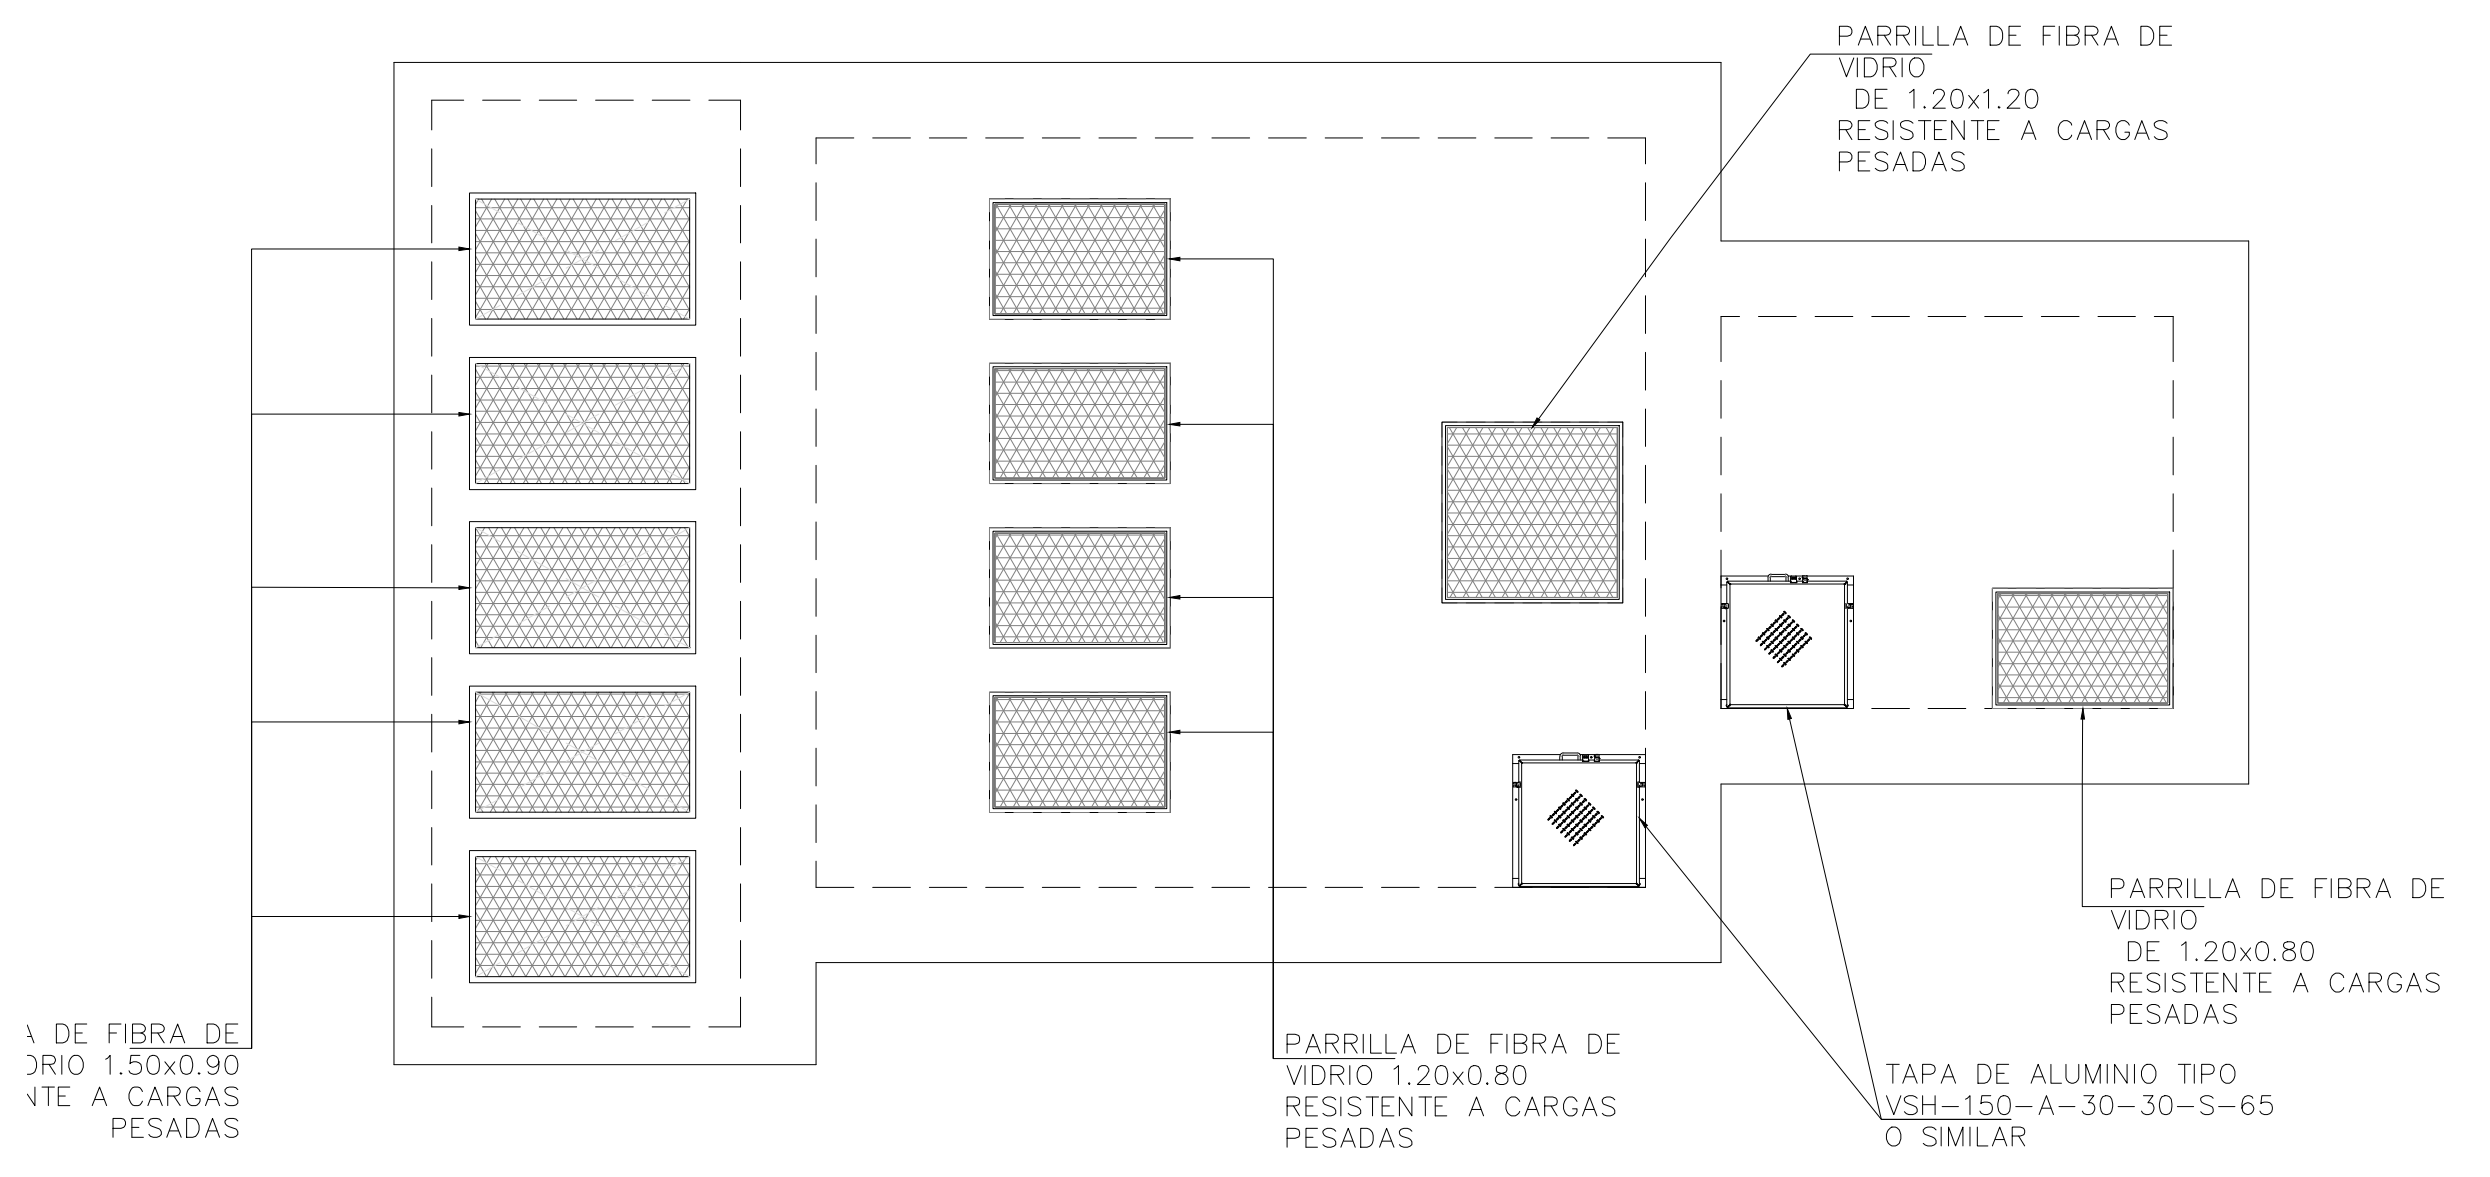 PARRILLA DE FIBRA DE
VIDRIO
DE 1.20x1.20
RESISTENTE A CARGAS
PESADAS
PARRILLA DE FIBRA DE
VIDRIO
DE 1.20x0.80
RESISTENTE A CARGAS
PESADAS
DE FIBRA DE
1.50x0.90
A CARGAS
PESADAS
PARRILLA DE FIBRA DE
VIDRIO 1.20x0.80
RESISTENTE A CARGAS
PESADAS
TAPA DE ALUMINIO TIPO
VSH-150-A-30-30-S-65
O SIMILAR